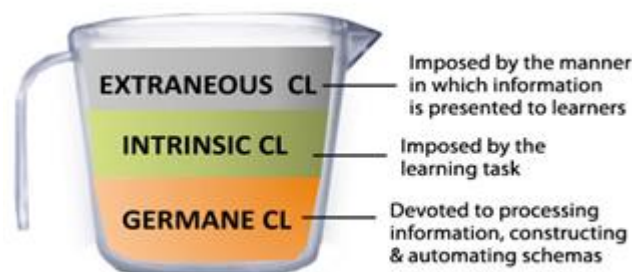 EXTRANEOUS CL
Imposed by the manner
in which information
is presented to learners
INTRINSIC CL
Imposed by the
learning task
GERMANE CL
Devoted to processing
information, constructing
& automating schemas